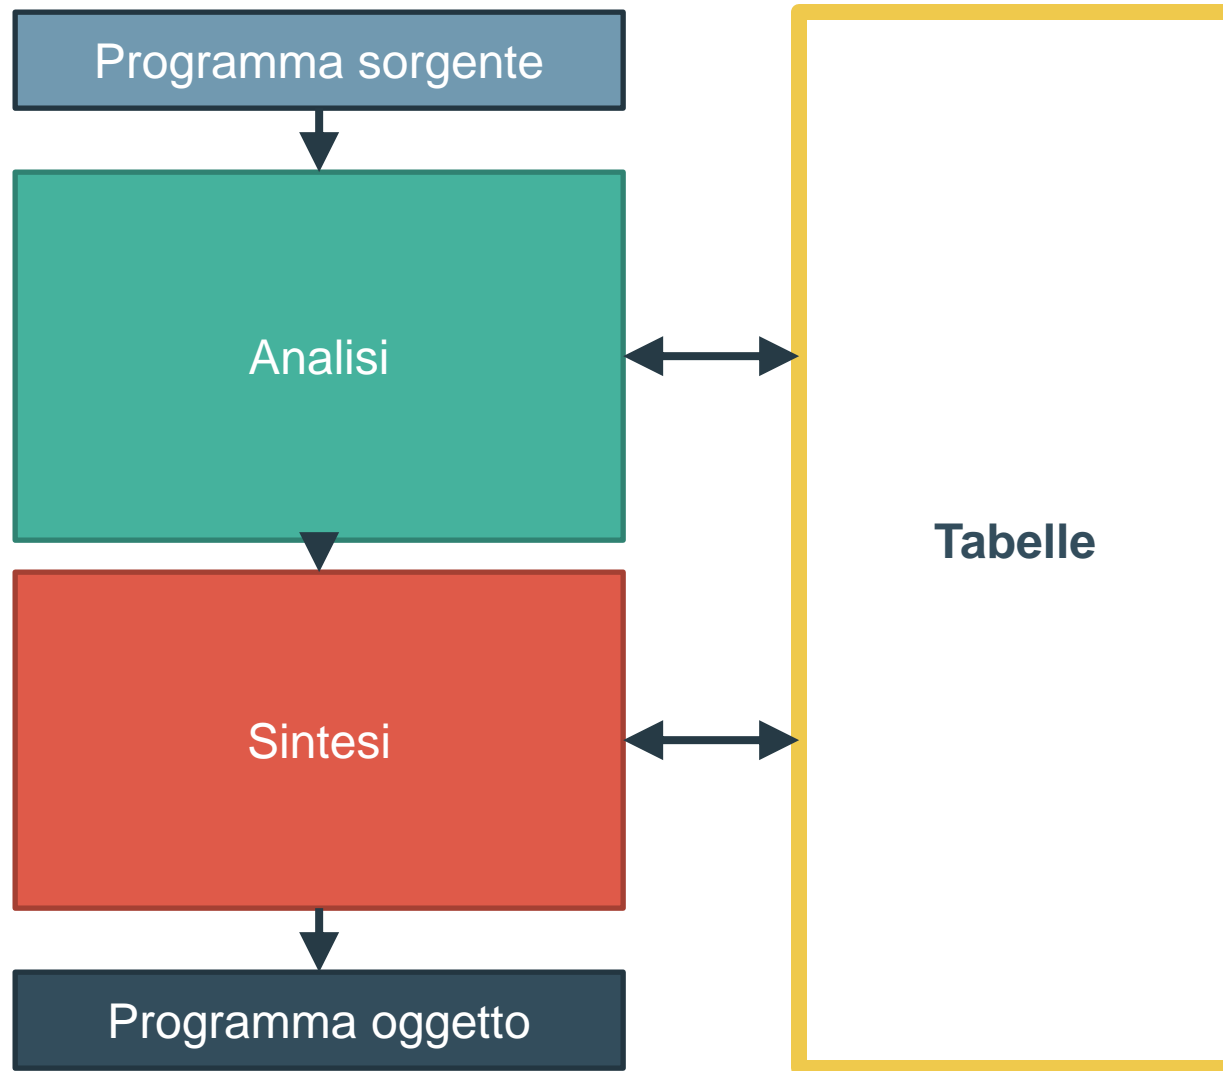 Programma sorgente
Analisi
Tabelle
Sintesi
Programma oggetto